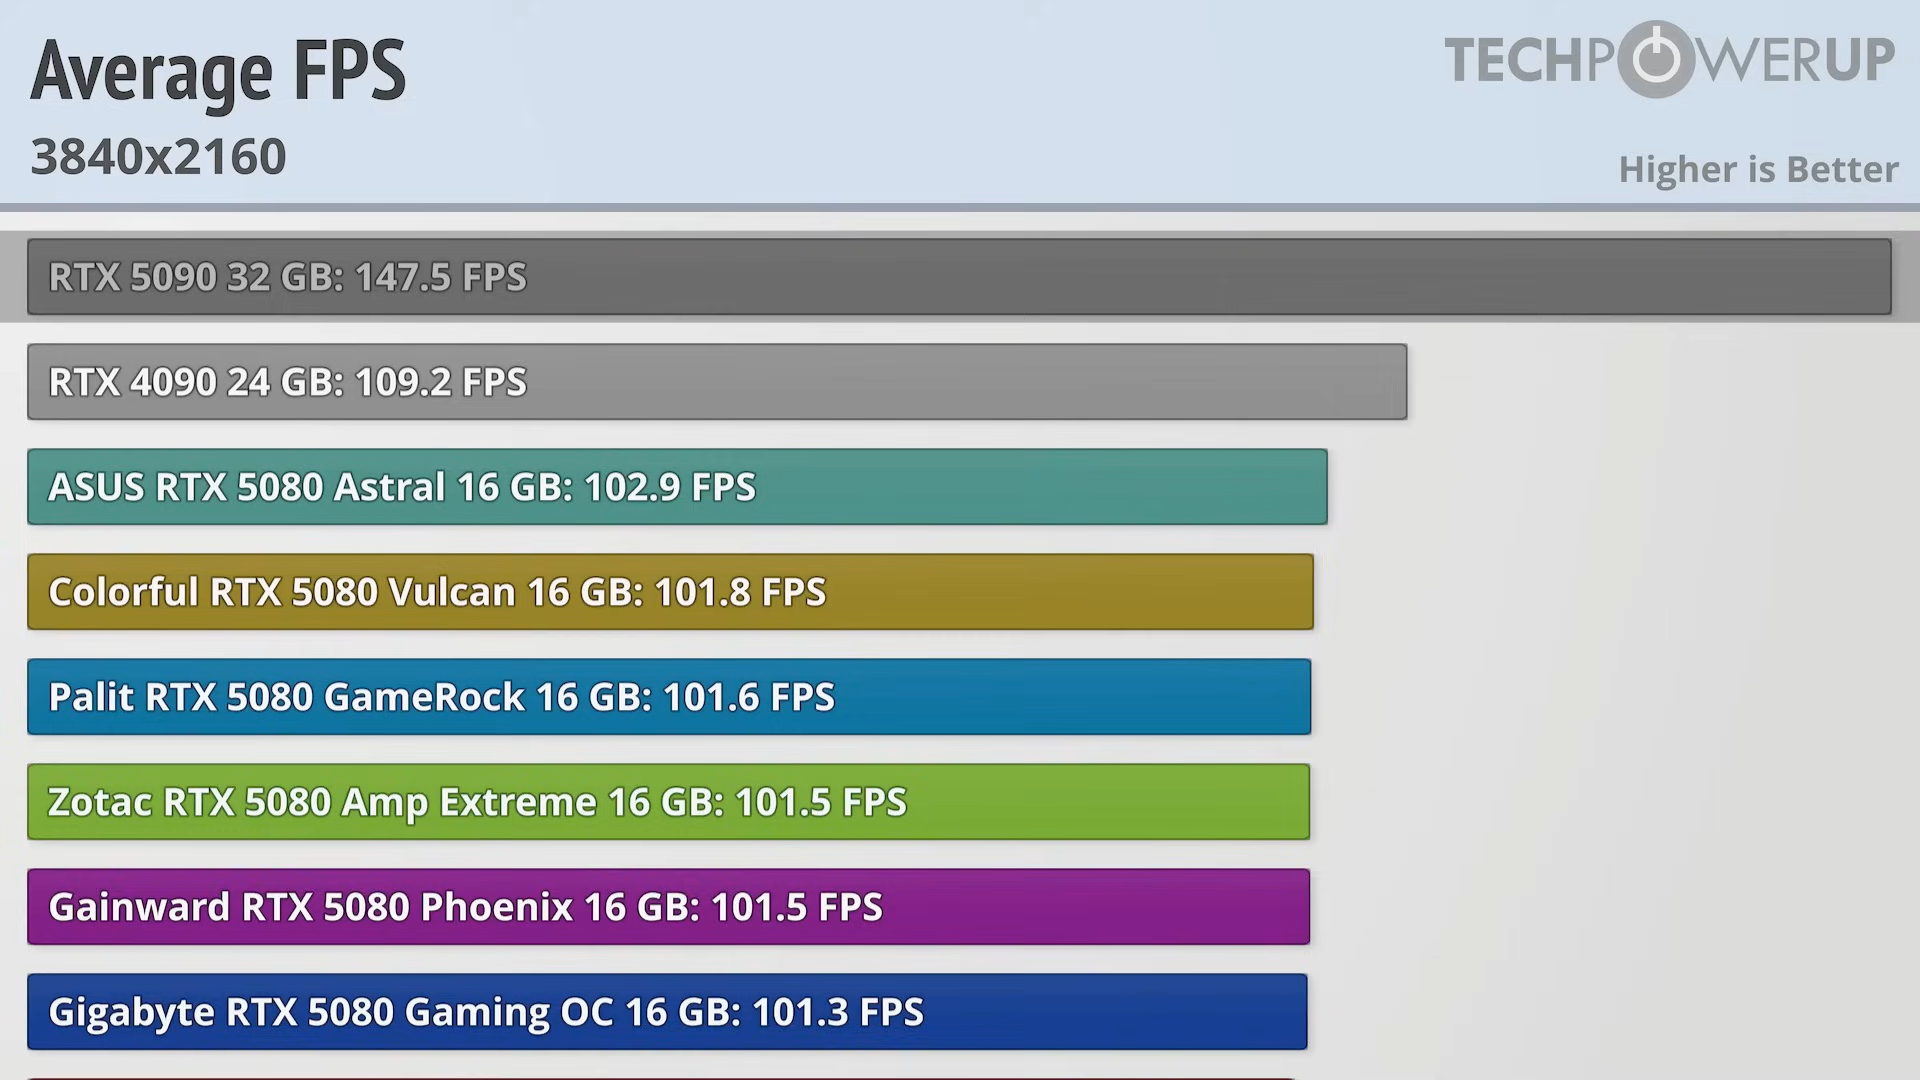 Average FPS
TECHPOWERUP
3840x2160
Higher is Better
RTX 5090 32 GB: 147.5 FPS
RTX 4090 24 GB: 109.2 FPS
ASUS RTX 5080 Astral 16 GB: 102.9 FPS
Colorful RTX 5080 Vulcan 16 GB: 101.8 FPS
Palit RTX 5080 GameRock 16 GB: 101.6 FPS
Zotac RTX 5080 Amp Extreme 16 GB: 101.5 FPS
Gainward RTX 5080 Phoenix 16 GB: 101.5 FPS
Gigabyte RTX 5080 Gaming OC 16 GB: 101.3 FPS